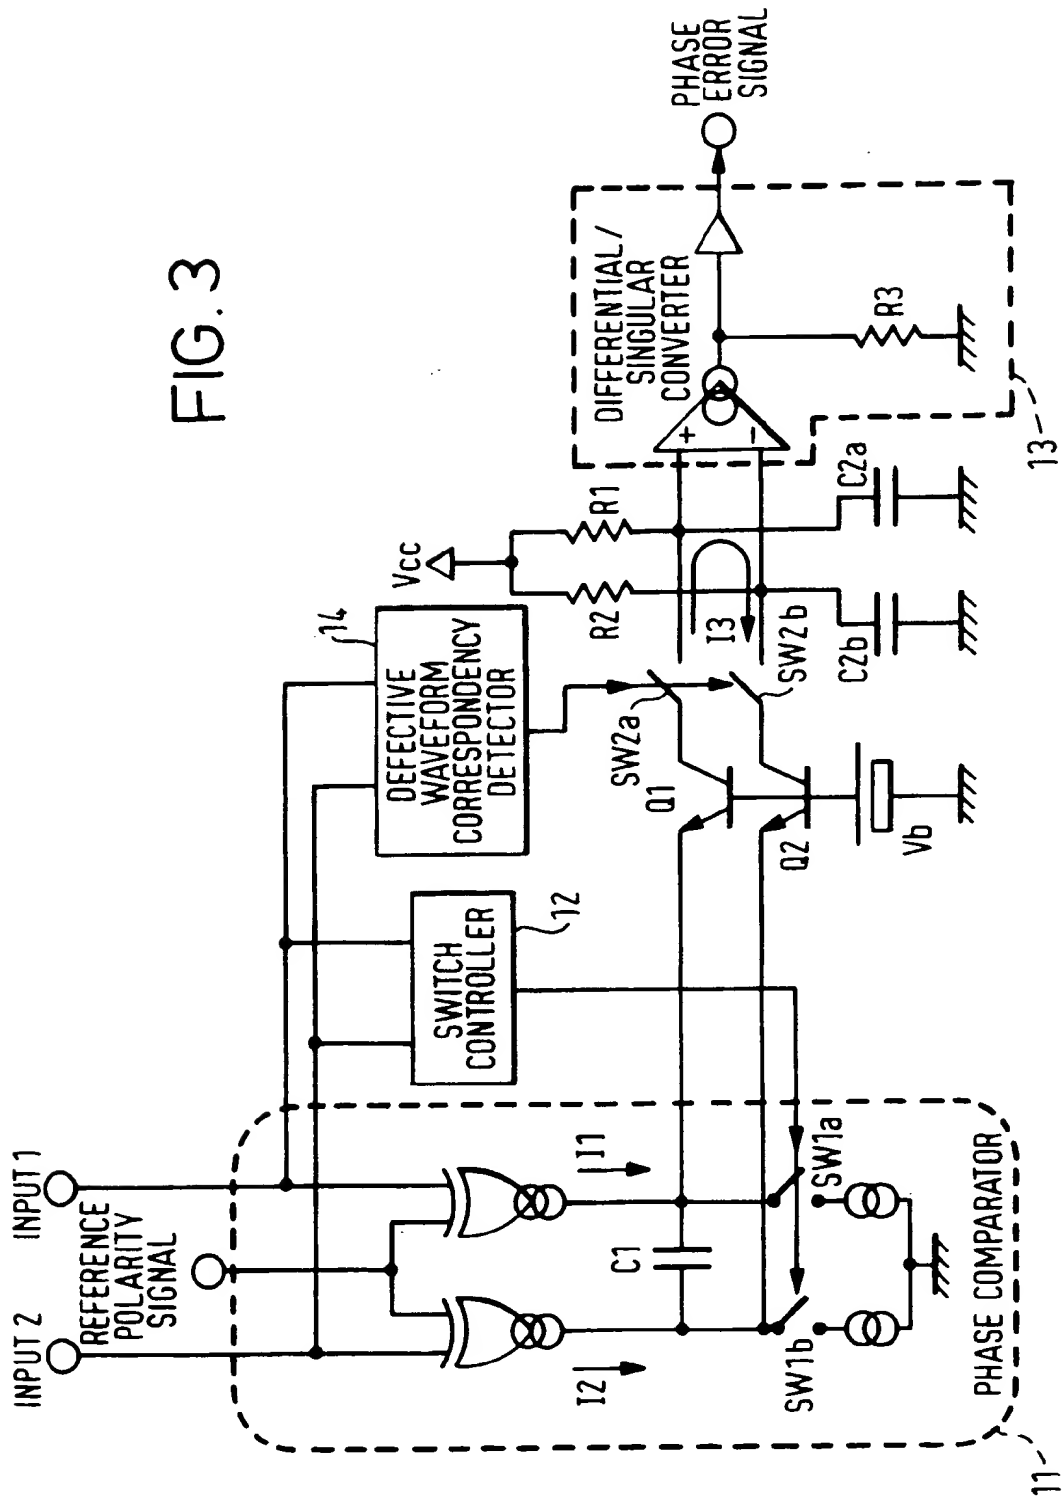 FIG. 3
INPUT 1
INPUT 2
REFERENCE
POLARITY
SIGNAL
I1
I2
C1
SW1a
SW1b
PHASE COMPARATOR
11
SWITCH
CONTROLLER
12
DEFECTIVE
WAVEFORM
CORRESPONDENCY
DETECTOR
14
Q1
Q2
Vb
SW2a
SW2b
I3
Vcc
R1
R2
C2a
C2b
DIFFERENTIAL/
SINGULAR
CONVERTER
+
−
R3
13
PHASE
ERROR
SIGNAL